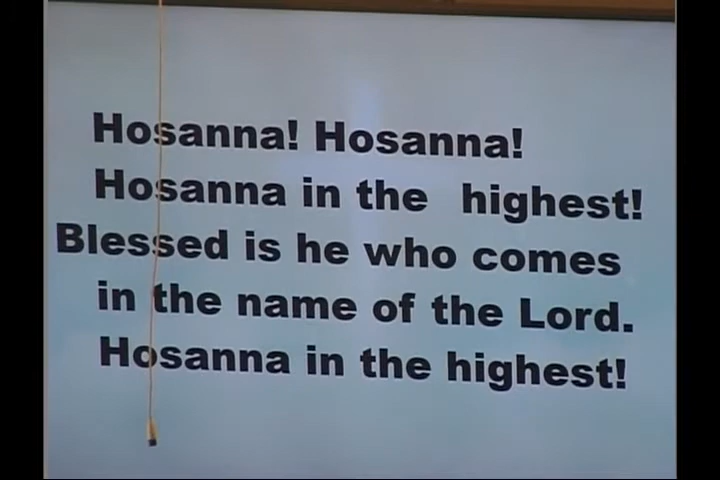 Hosanna! Hosanna!
Hosanna in the highest!
Blessed is he who comes
in the name of the Lord.
Hosanna in the highest!